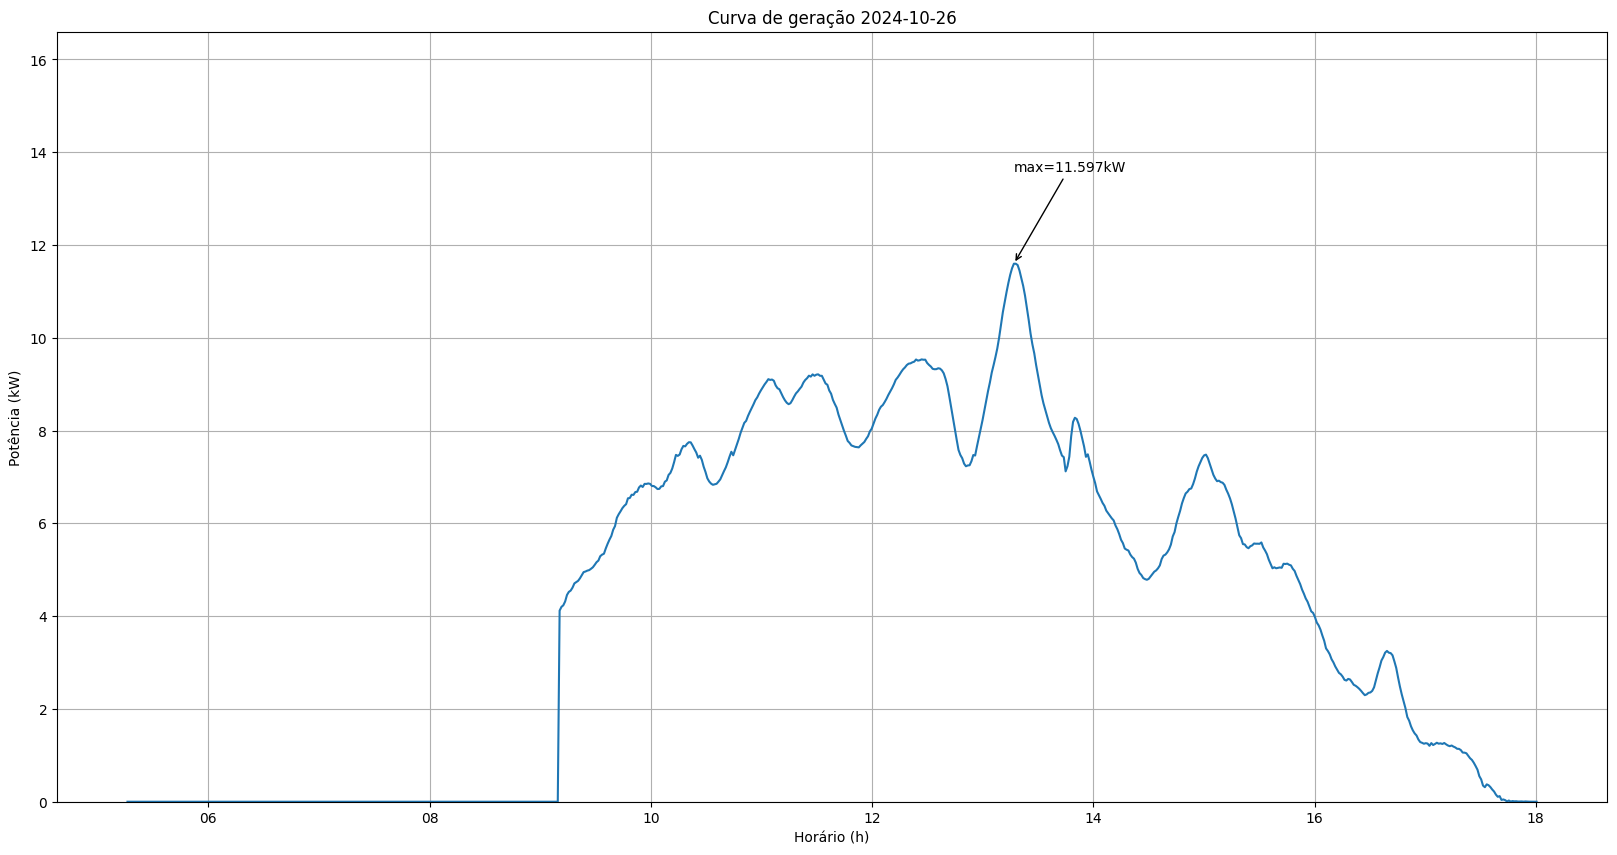 Curva de geração 2024-10-26
16
14
max=11.597kW
12
10
8
Potência (kW)
6
4
2
0
06 08 10 12 14 16 18
Horário (h)